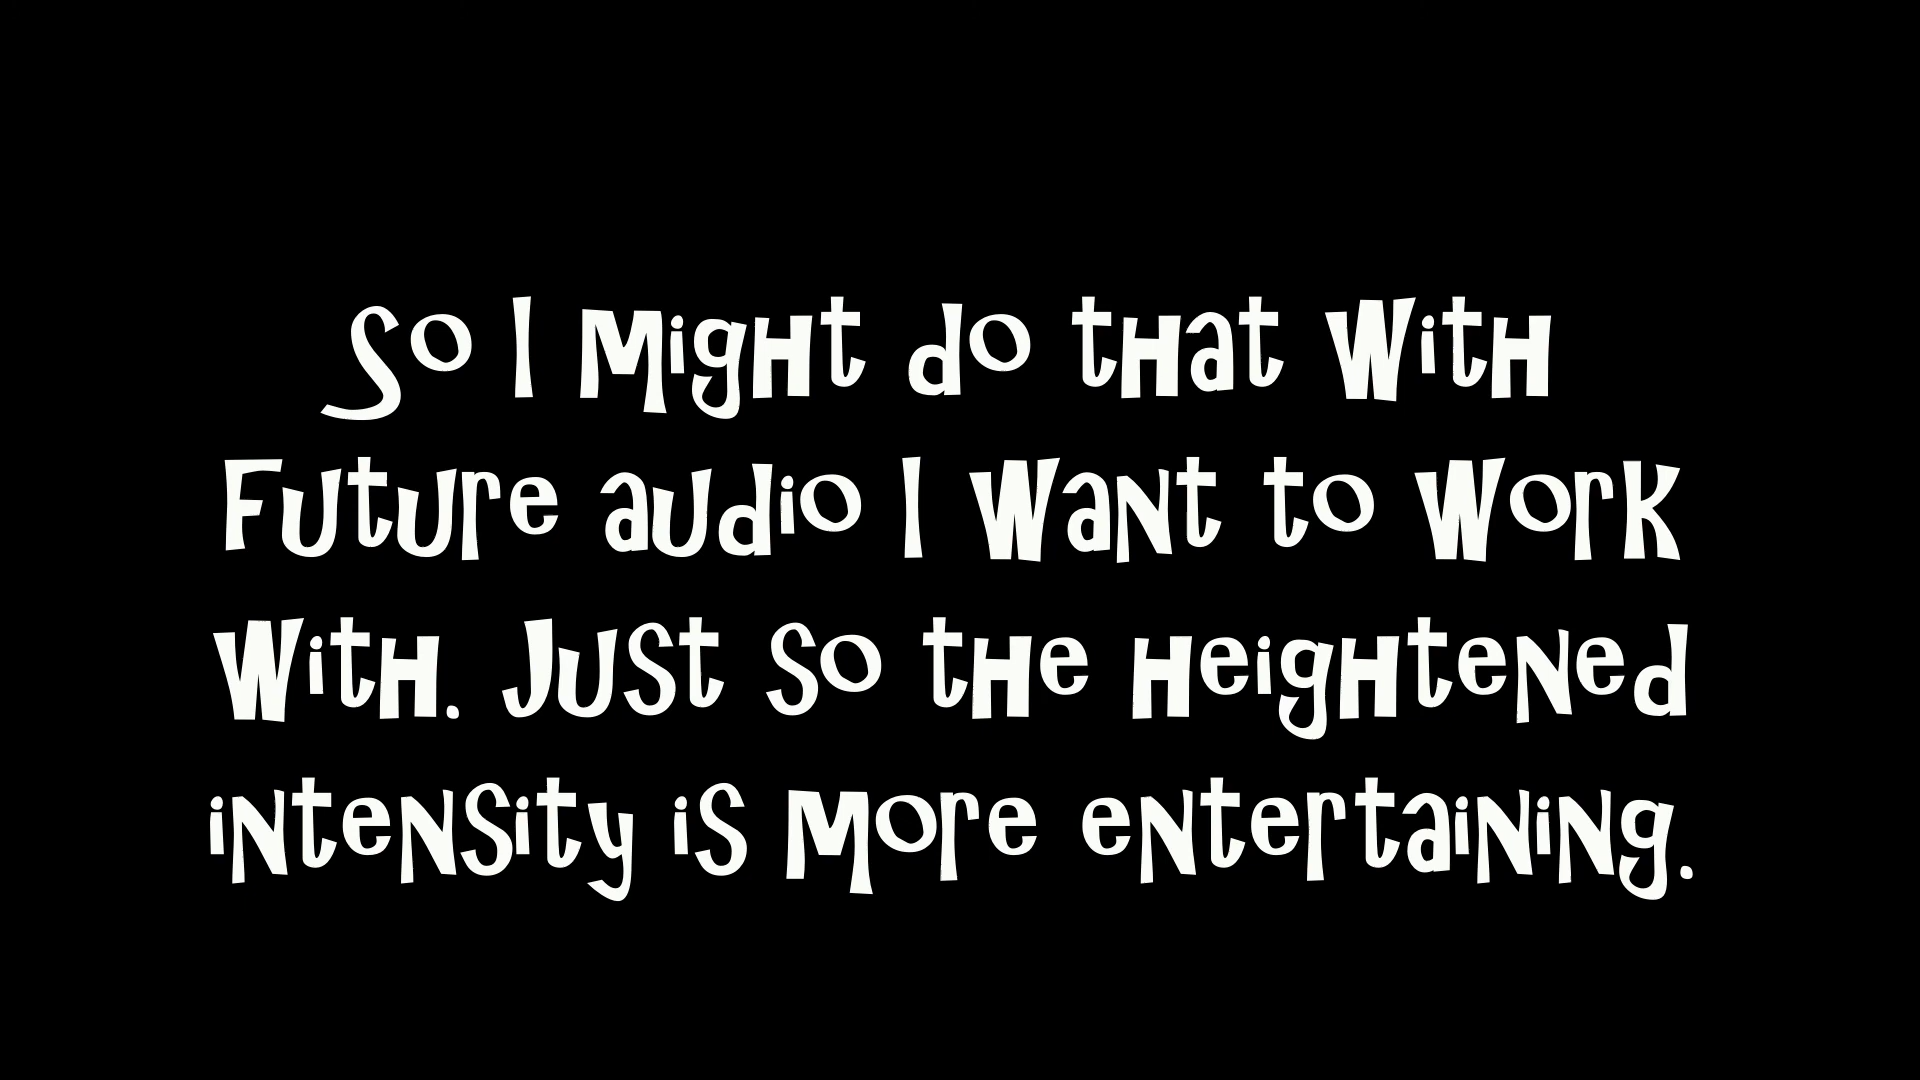 So I Might do that With
Future audio I Want to Work
With. Just so the heightened
intensity is More entertaining.